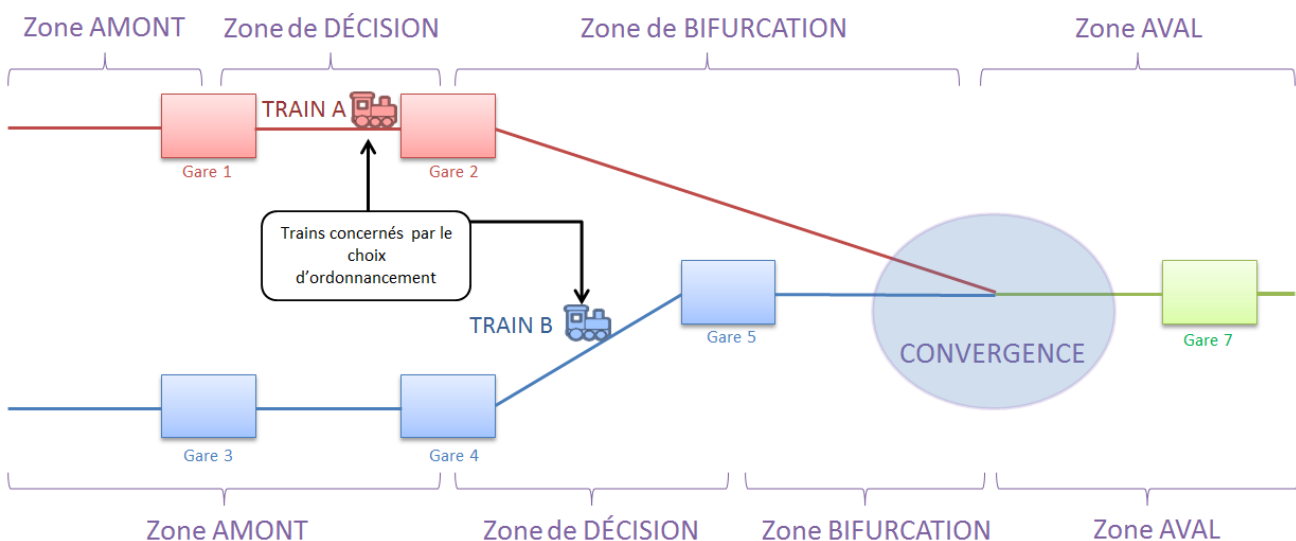 Zone AMONT
Zone de DÉCISION
Zone de BIFURCATION
Zone AVAL
TRAIN A
Gare 1
Gare 2
Trains concernés par le
choix
d'ordonnancement
TRAIN B
Gare 5
CONVERGENCE
Gare 7
Gare 3
Gare 4
Zone AMONT
Zone de DÉCISION
Zone BIFURCATION
Zone AVAL